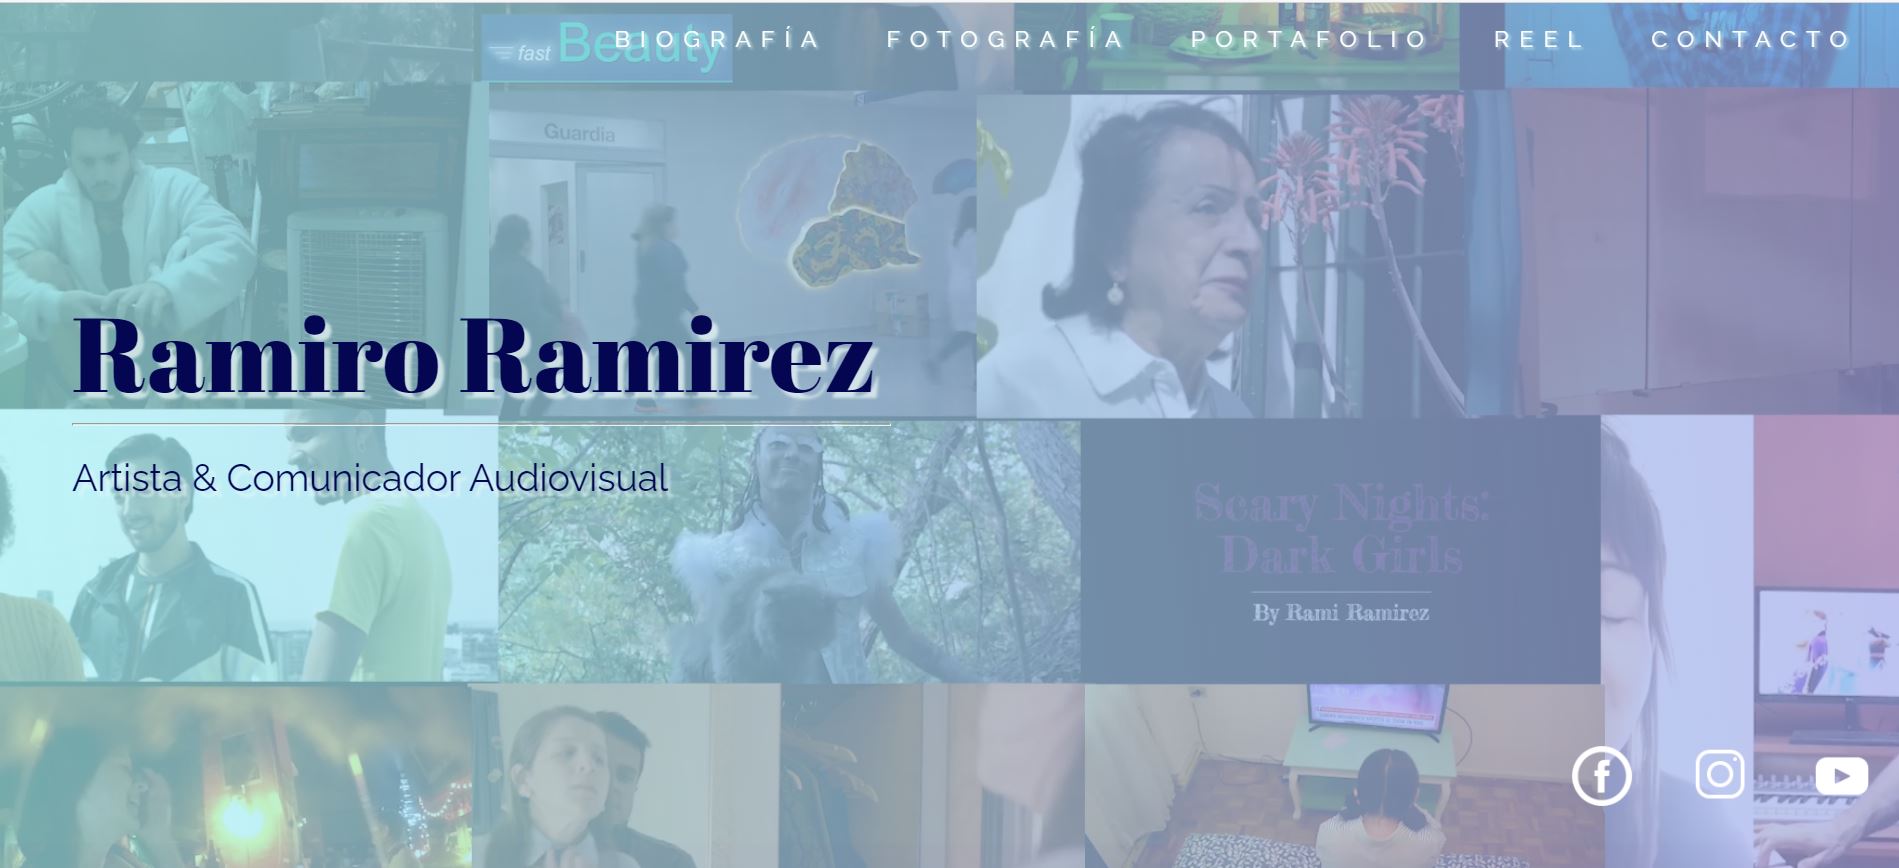 BIOGRAFÍA FOTOGRAFÍA PORTAFOLIO REEL CONTACTO
fast Beauty
Guardia
Ramiro Ramirez
Artista & Comunicador Audiovisual
Scary Nights:
Dark Girls
By Rami Ramirez